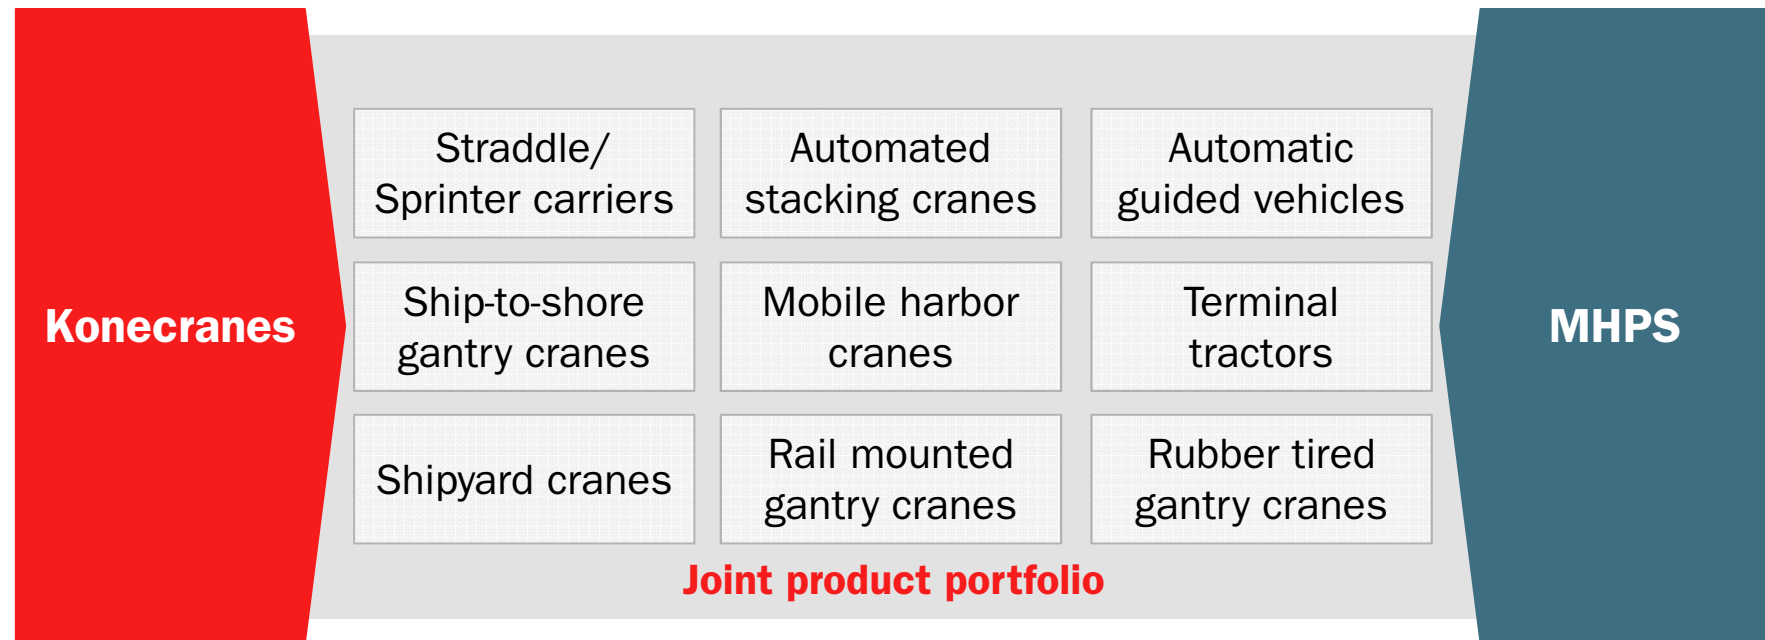 Konecranes
Straddle/
Sprinter carriers
Automated
stacking cranes
Automatic
guided vehicles
Ship-to-shore
gantry cranes
Mobile harbor
cranes
Terminal
tractors
Shipyard cranes
Rail mounted
gantry cranes
Rubber tired
gantry cranes
Joint product portfolio
MHPS